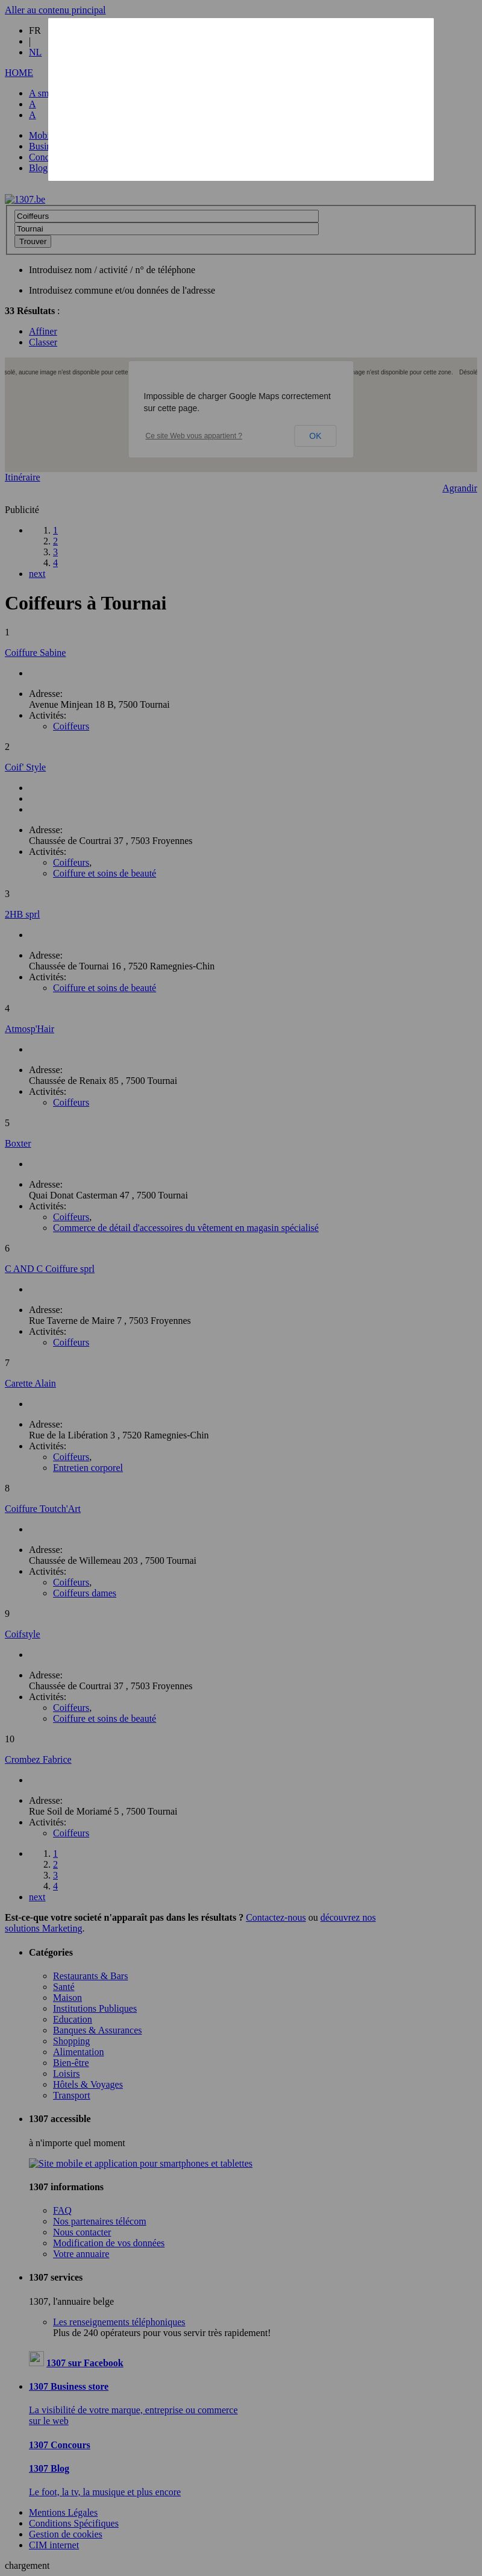 Aller au contenu principal
FR
|
NL
HOME
A
A
Blog
1307.be
Coiffeurs
Tournai
Trouver
Introduisez nom / activité / n° de téléphone
Introduisez commune et/ou données de l'adresse
33 Résultats :
Affiner
Classer
aucune image n'est disponible pour cette
n'est disponible pour cette zone.
Impossible de charger Google Maps correctement
sur cette page.
Ce site Web vous appartient ?
OK
Itinéraire
Agrandir
Publicité
1. 1
2. 2
3. 3
4. 4
next
Coiffeurs à Tournai
1
Coiffure Sabine
Adresse:
Avenue Minjean 18 B, 7500 Tournai
Activités:
Coiffeurs
2
Coif' Style
Adresse:
Chaussée de Courtrai 37 , 7503 Froyennes
Activités:
Coiffeurs,
Coiffure et soins de beauté
3
2HB sprl
Adresse:
Chaussée de Tournai 16 , 7520 Ramegnies-Chin
Activités:
Coiffure et soins de beauté
4
Atmosp'Hair
Adresse:
Chaussée de Renaix 85 , 7500 Tournai
Activités:
Coiffeurs
5
Boxter
Adresse:
Quai Donat Casterman 47 , 7500 Tournai
Activités:
Coiffeurs,
Commerce de détail d'accessoires du vêtement en magasin spécialisé
6
C AND C Coiffure sprl
Adresse:
Rue Taverne de Maire 7 , 7503 Froyennes
Activités:
Coiffeurs
7
Carette Alain
Adresse:
Rue de la Libération 3 , 7520 Ramegnies-Chin
Activités:
Coiffeurs,
Entretien corporel
8
Coiffure Toutch'Art
Adresse:
Chaussée de Willemeau 203 , 7500 Tournai
Activités:
Coiffeurs,
Coiffeurs dames
9
Coifstyle
Adresse:
Chaussée de Courtrai 37 , 7503 Froyennes
Activités:
Coiffeurs,
Coiffure et soins de beauté
10
Crombez Fabrice
Adresse:
Rue Soil de Moriamé 5 , 7500 Tournai
Activités:
Coiffeurs
1. 1
2. 2
3. 3
4. 4
next
Est-ce-que votre societé n'apparaît pas dans les résultats ? Contactez-nous ou découvrez nos
solutions Marketing.
Catégories
Restaurants & Bars
Santé
Maison
Institutions Publiques
Education
Banques & Assurances
Shopping
Alimentation
Bien-être
Loisirs
Hôtels & Voyages
Transport
1307 accessible
à n'importe quel moment
Site mobile et application pour smartphones et tablettes
1307 informations
FAQ
Nos partenaires télécom
Nous contacter
Modification de vos données
Votre annuaire
1307 services
1307, l'annuaire belge
Les renseignements téléphoniques
Plus de 240 opérateurs pour vous servir très rapidement!
1307 sur Facebook
1307 Business store
La visibilité de votre marque, entreprise ou commerce
sur le web
1307 Concours
1307 Blog
Le foot, la tv, la musique et plus encore
Mentions Légales
Conditions Spécifiques
Gestion de cookies
CIM internet
chargement